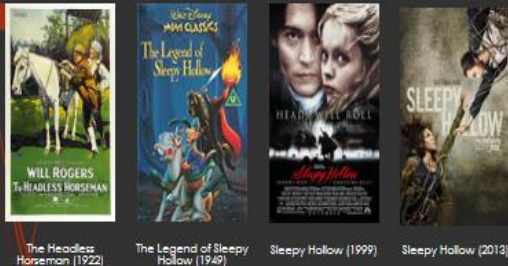 WILL ROGERS
THE HEADLESS HORSEMAN
WALT DISNEY
MINI CLASSICS
The Legend of
Sleepy Hollow
U
HEADS WILL ROLL
Sleepy Hollow
SLEEPY
HOLLOW
The Headless
Horseman (1922)
The Legend of Sleepy
Hollow (1949)
Sleepy Hollow (1999)
Sleepy Hollow (2013)